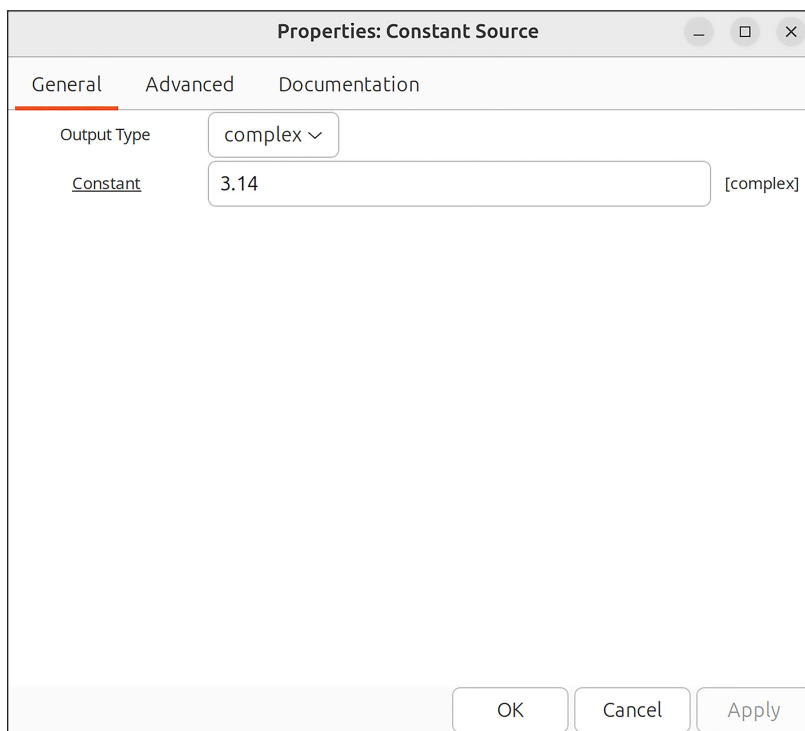 Properties: Constant Source
General Advanced Documentation
Output Type complex
Constant 3.14 [complex]
OK Cancel Apply